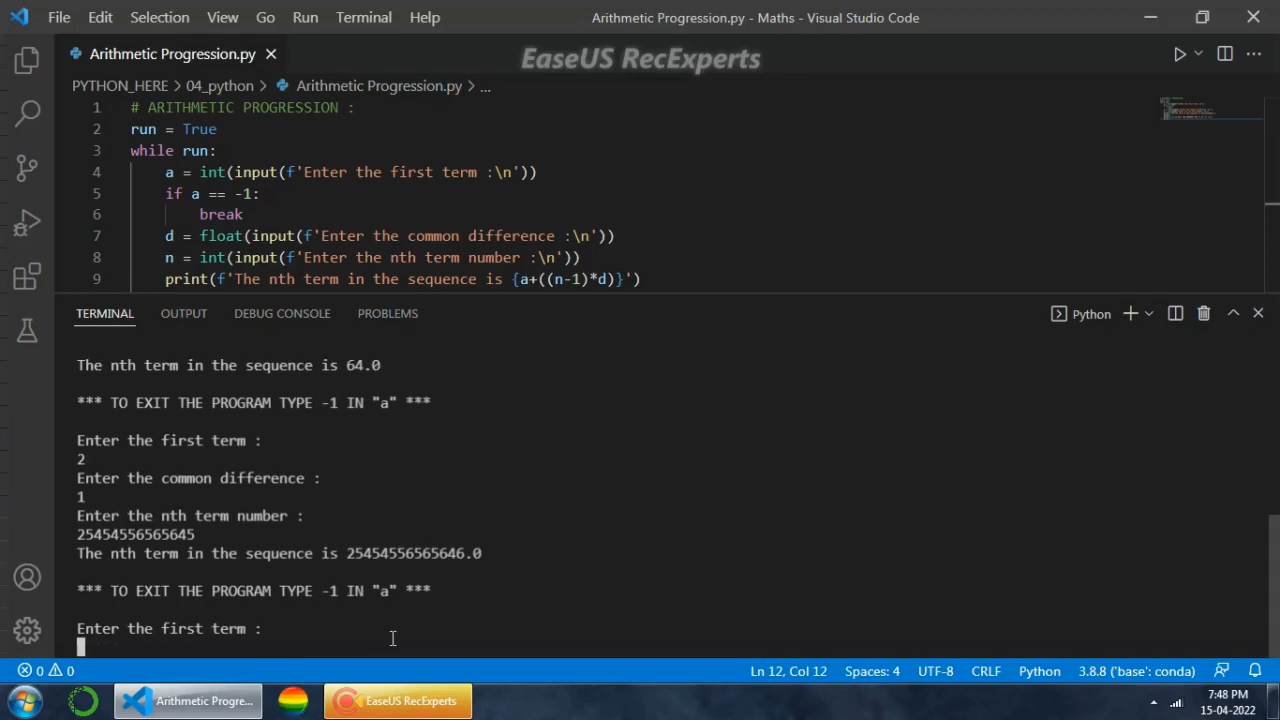 File Edit Selection View Go Run Terminal Help Arithmetic Progression.py - Maths - Visual Studio Code
Arithmetic Progression.py
EaseUS RecExperts
PYTHON_HERE > 04_python > Arithmetic Progression.py > ...
1 # ARITHMETIC PROGRESSION :
2 run = True
3 while run:
4 a = int(input(f'Enter the first term :\n'))
5 if a == -1:
6 break
7 d = float(input(f'Enter the common difference :\n'))
8 n = int(input(f'Enter the nth term number :\n'))
9 print(f'The nth term in the sequence is {a+((n-1)*d)}')
TERMINAL OUTPUT DEBUG CONSOLE PROBLEMS Python
The nth term in the sequence is 64.0
*** TO EXIT THE PROGRAM TYPE -1 IN "a" ***
Enter the first term :
2
Enter the common difference :
1
Enter the nth term number :
25454556565645
The nth term in the sequence is 25454556565646.0
*** TO EXIT THE PROGRAM TYPE -1 IN "a" ***
Enter the first term :
0 0 Ln 12, Col 12 Spaces: 4 UTF-8 CRLF Python 3.8.8 ('base': conda)
Arithmetic Progre... EaseUS RecExperts 7:48 PM
15-04-2022